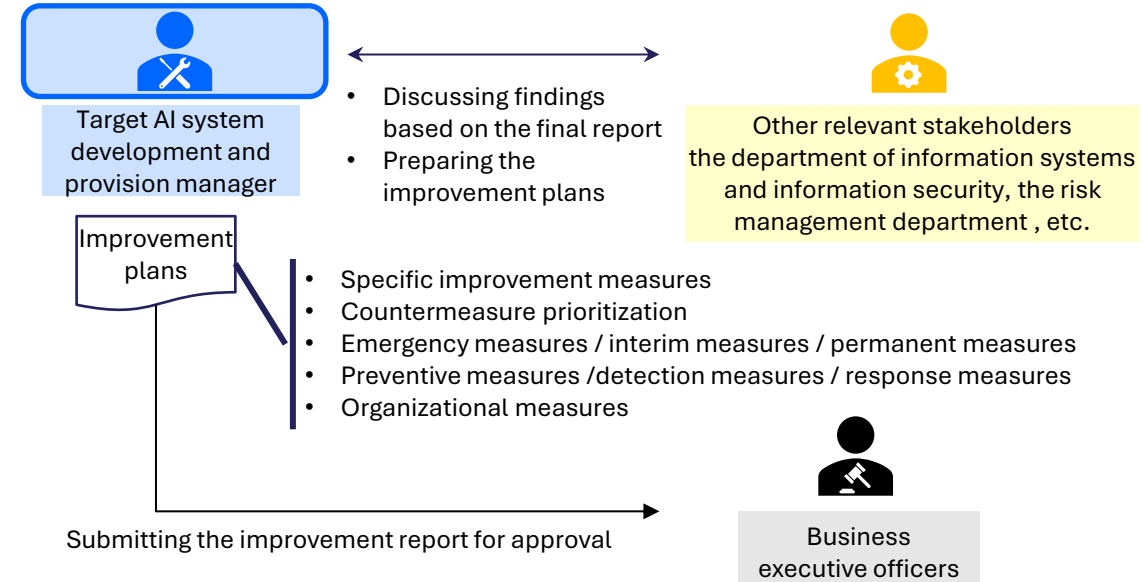 Target AI system
development and
provision manager
• Discussing findings
based on the final report
• Preparing the
improvement plans
Other relevant stakeholders
the department of information systems
and information security, the risk
management department , etc.
Improvement
plans
• Specific improvement measures
• Countermeasure prioritization
• Emergency measures / interim measures / permanent measures
• Preventive measures /detection measures / response measures
• Organizational measures
Submitting the improvement report for approval
Business
executive officers